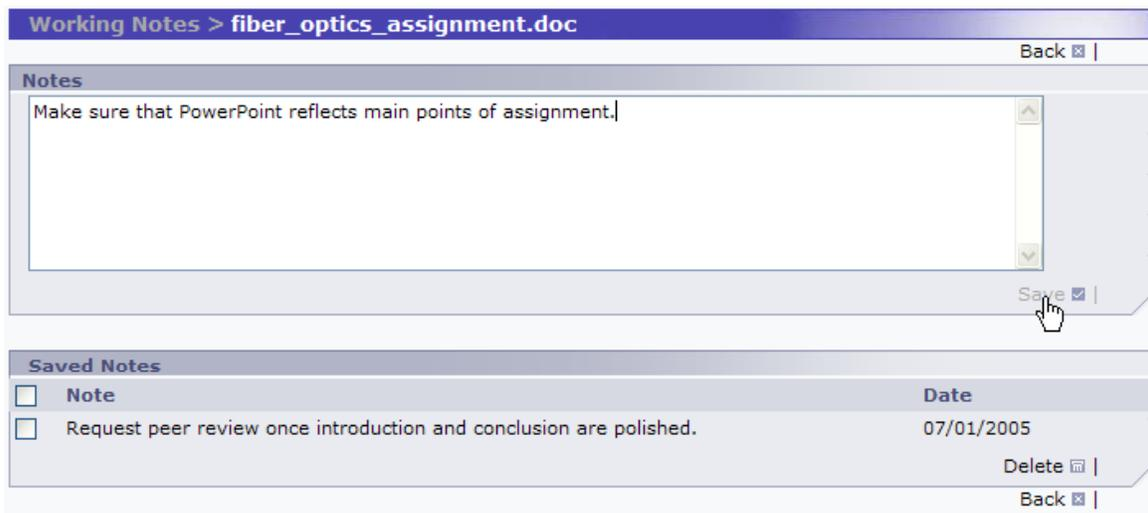 Working Notes > fiber_optics_assignment.doc
Back |
Notes
Make sure that PowerPoint reflects main points of assignment.
Save |
Saved Notes
Note Date
Request peer review once introduction and conclusion are polished. 07/01/2005
Delete |
Back |